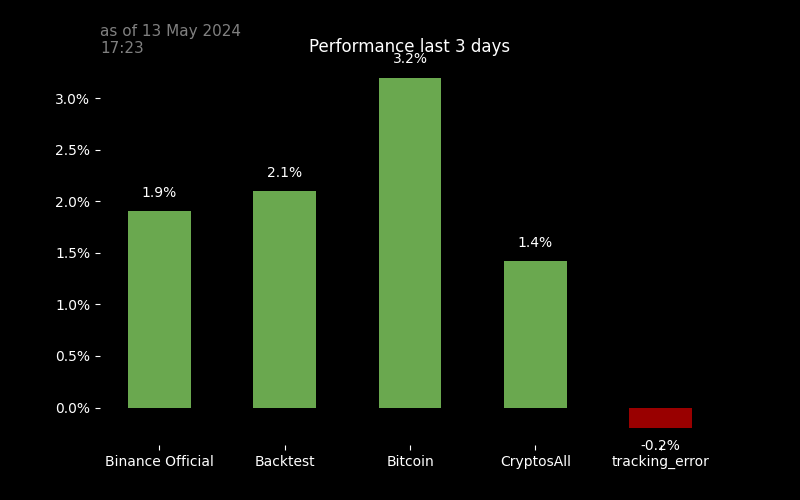 as of 13 May 2024
17:23
Performance last 3 days
3.2%
3.0%
2.5%
2.1%
1.9%
2.0%
1.5%
1.4%
1.0%
0.5%
0.0%
-0.2%
Binance Official
Backtest
Bitcoin
CryptosAll
tracking_error